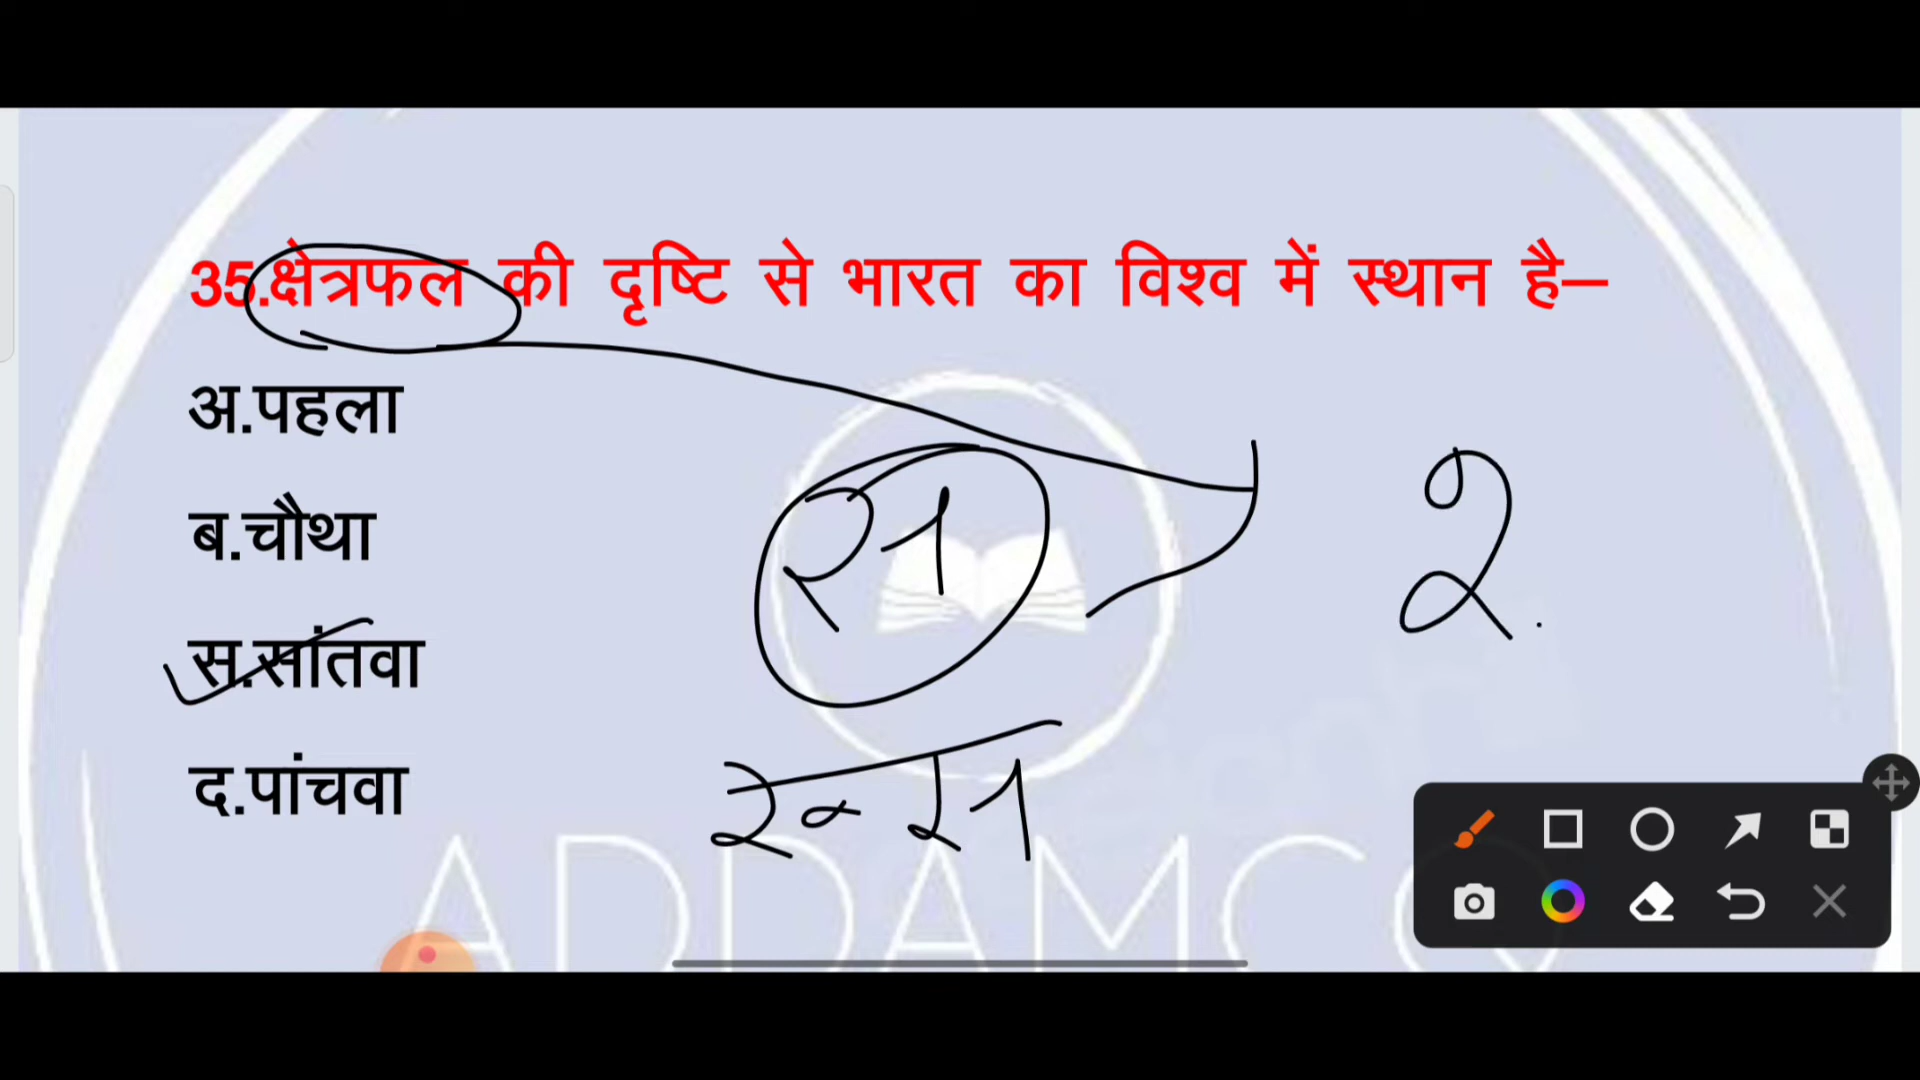 35.क्षेत्रफल की दृष्टि से भारत का विश्व में स्थान है–
अ.पहला
ब.चौथा
स.सांतवा
द.पांचवा
2